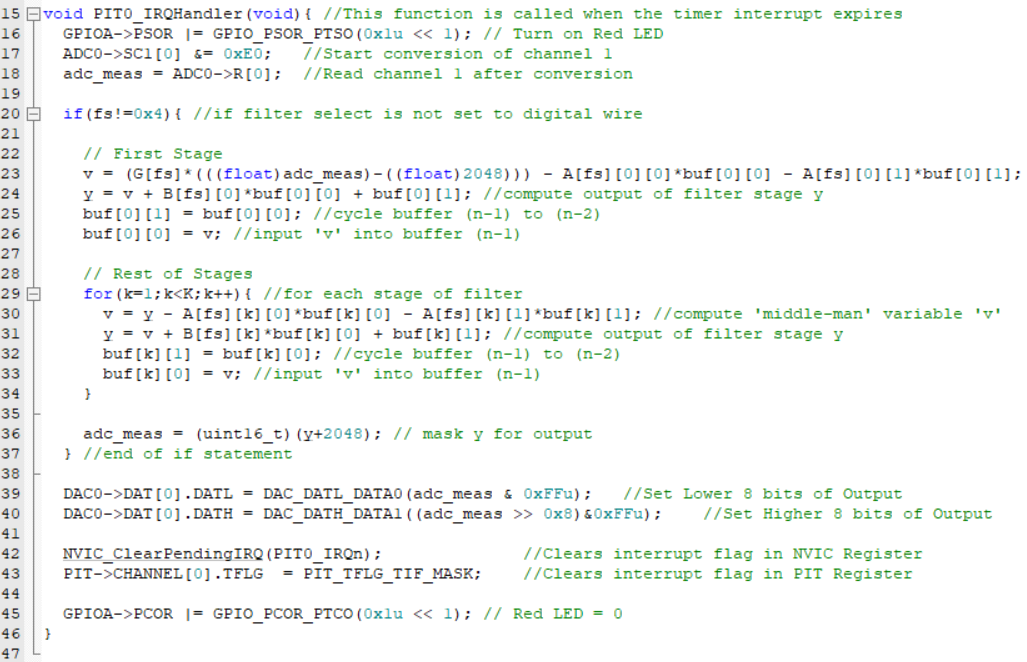 15 void PIT0_IRQHandler(void){ //This function is called when the timer interrupt expires
16 GPIOA->PSOR |= GPIO_PSOR_PTSO(0x1u << 1); // Turn on Red LED
17 ADC0->SC1[0] &= 0xE0; //Start conversion of channel 1
18 adc_meas = ADC0->R[0]; //Read channel 1 after conversion
19
20 if(fs!=0x4){ //if filter select is not set to digital wire
21
22 // First Stage
23 v = (G[fs]*(((float)adc_meas)-((float)2048))) - A[fs][0][0]*buf[0][0] - A[fs][0][1]*buf[0][1];
24 y = v + B[fs][0]*buf[0][0] + buf[0][1]; //compute output of filter stage y
25 buf[0][1] = buf[0][0]; //cycle buffer (n-1) to (n-2)
26 buf[0][0] = v; //input 'v' into buffer (n-1)
27
28 // Rest of Stages
29 for(k=1;k<K;k++){ //for each stage of filter
30 v = y - A[fs][k][0]*buf[k][0] - A[fs][k][1]*buf[k][1]; //compute 'middle-man' variable 'v'
31 y = v + B[fs][k]*buf[k][0] + buf[k][1]; //compute output of filter stage y
32 buf[k][1] = buf[k][0]; //cycle buffer (n-1) to (n-2)
33 buf[k][0] = v; //input 'v' into buffer (n-1)
34 }
35
36 adc_meas = (uint16_t)(y+2048); // mask y for output
37 } //end of if statement
38
39 DAC0->DAT[0].DATL = DAC_DATL_DATA0(adc_meas & 0xFFu); //Set Lower 8 bits of Output
40 DAC0->DAT[0].DATH = DAC_DATH_DATA1((adc_meas >> 0x8)&0xFFu); //Set Higher 8 bits of Output
41
42 NVIC_ClearPendingIRQ(PIT0_IRQn); //Clears interrupt flag in NVIC Register
43 PIT->CHANNEL[0].TFLG = PIT_TFLG_TIF_MASK; //Clears interrupt flag in PIT Register
44
45 GPIOA->PCOR |= GPIO_PCOR_PTCO(0x1u << 1); // Red LED = 0
46 }
47